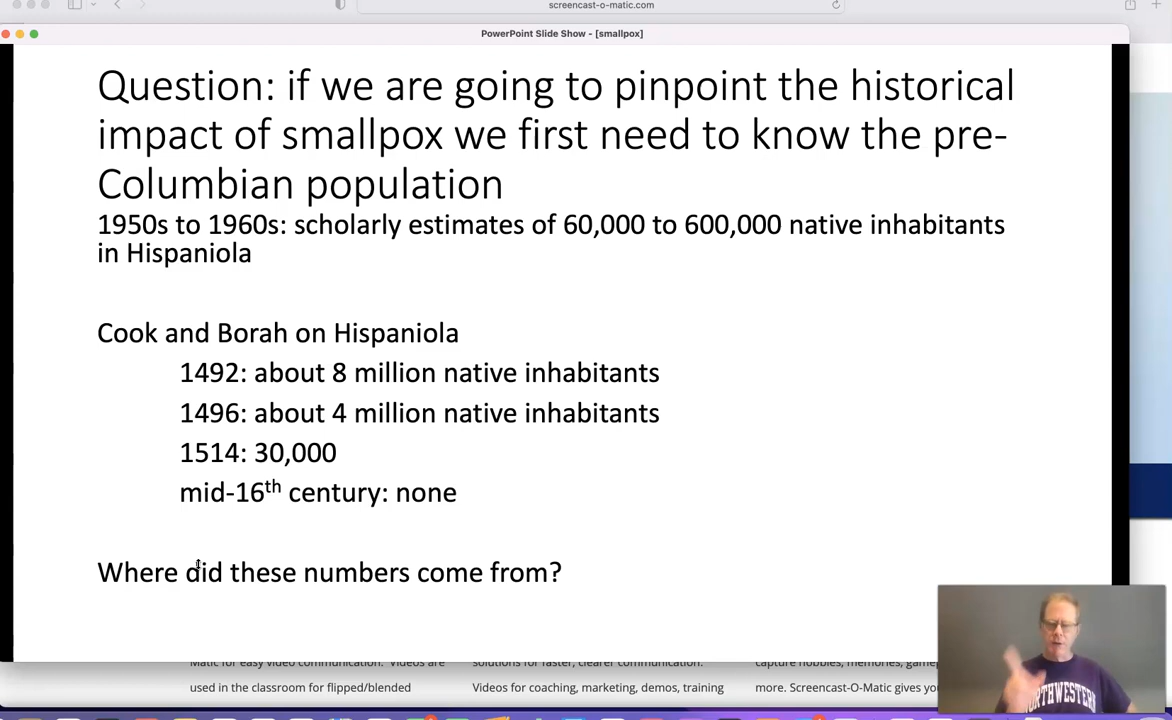 screencast-o-matic.com
PowerPoint Slide Show - [smallpox]
Question: if we are going to pinpoint the historical
impact of smallpox we first need to know the pre-
Columbian population
1950s to 1960s: scholarly estimates of 60,000 to 600,000 native inhabitants
in Hispaniola
Cook and Borah on Hispaniola
1492: about 8 million native inhabitants
1496: about 4 million native inhabitants
1514: 30,000
mid-16th century: none
Where did these numbers come from?
NORTHWESTERN
Matic for easy video communication. Videos are
solutions for faster, clearer communication.
capture hobbies, memories,
used in the classroom for flipped/blended
Videos for coaching, marketing, demos, training
more. Screencast-O-Matic gives